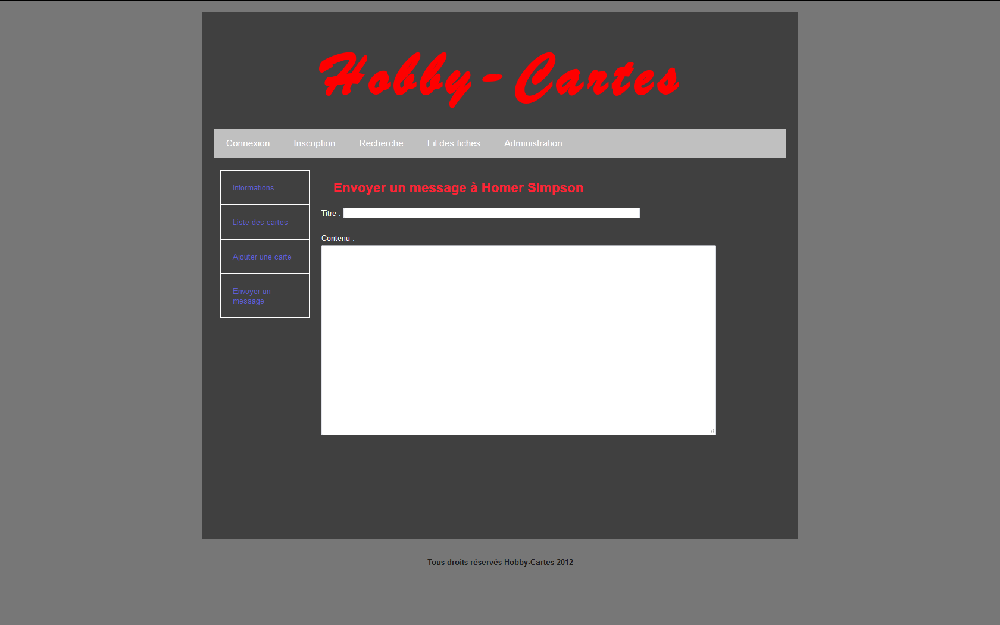 Hobby-Cartes
Connexion Inscription Recherche Fil des fiches Administration
Informations
Liste des cartes
Ajouter une carte
Envoyer un
message
Envoyer un message à Homer Simpson
Titre :
Contenu :
Tous droits réservés Hobby-Cartes 2012